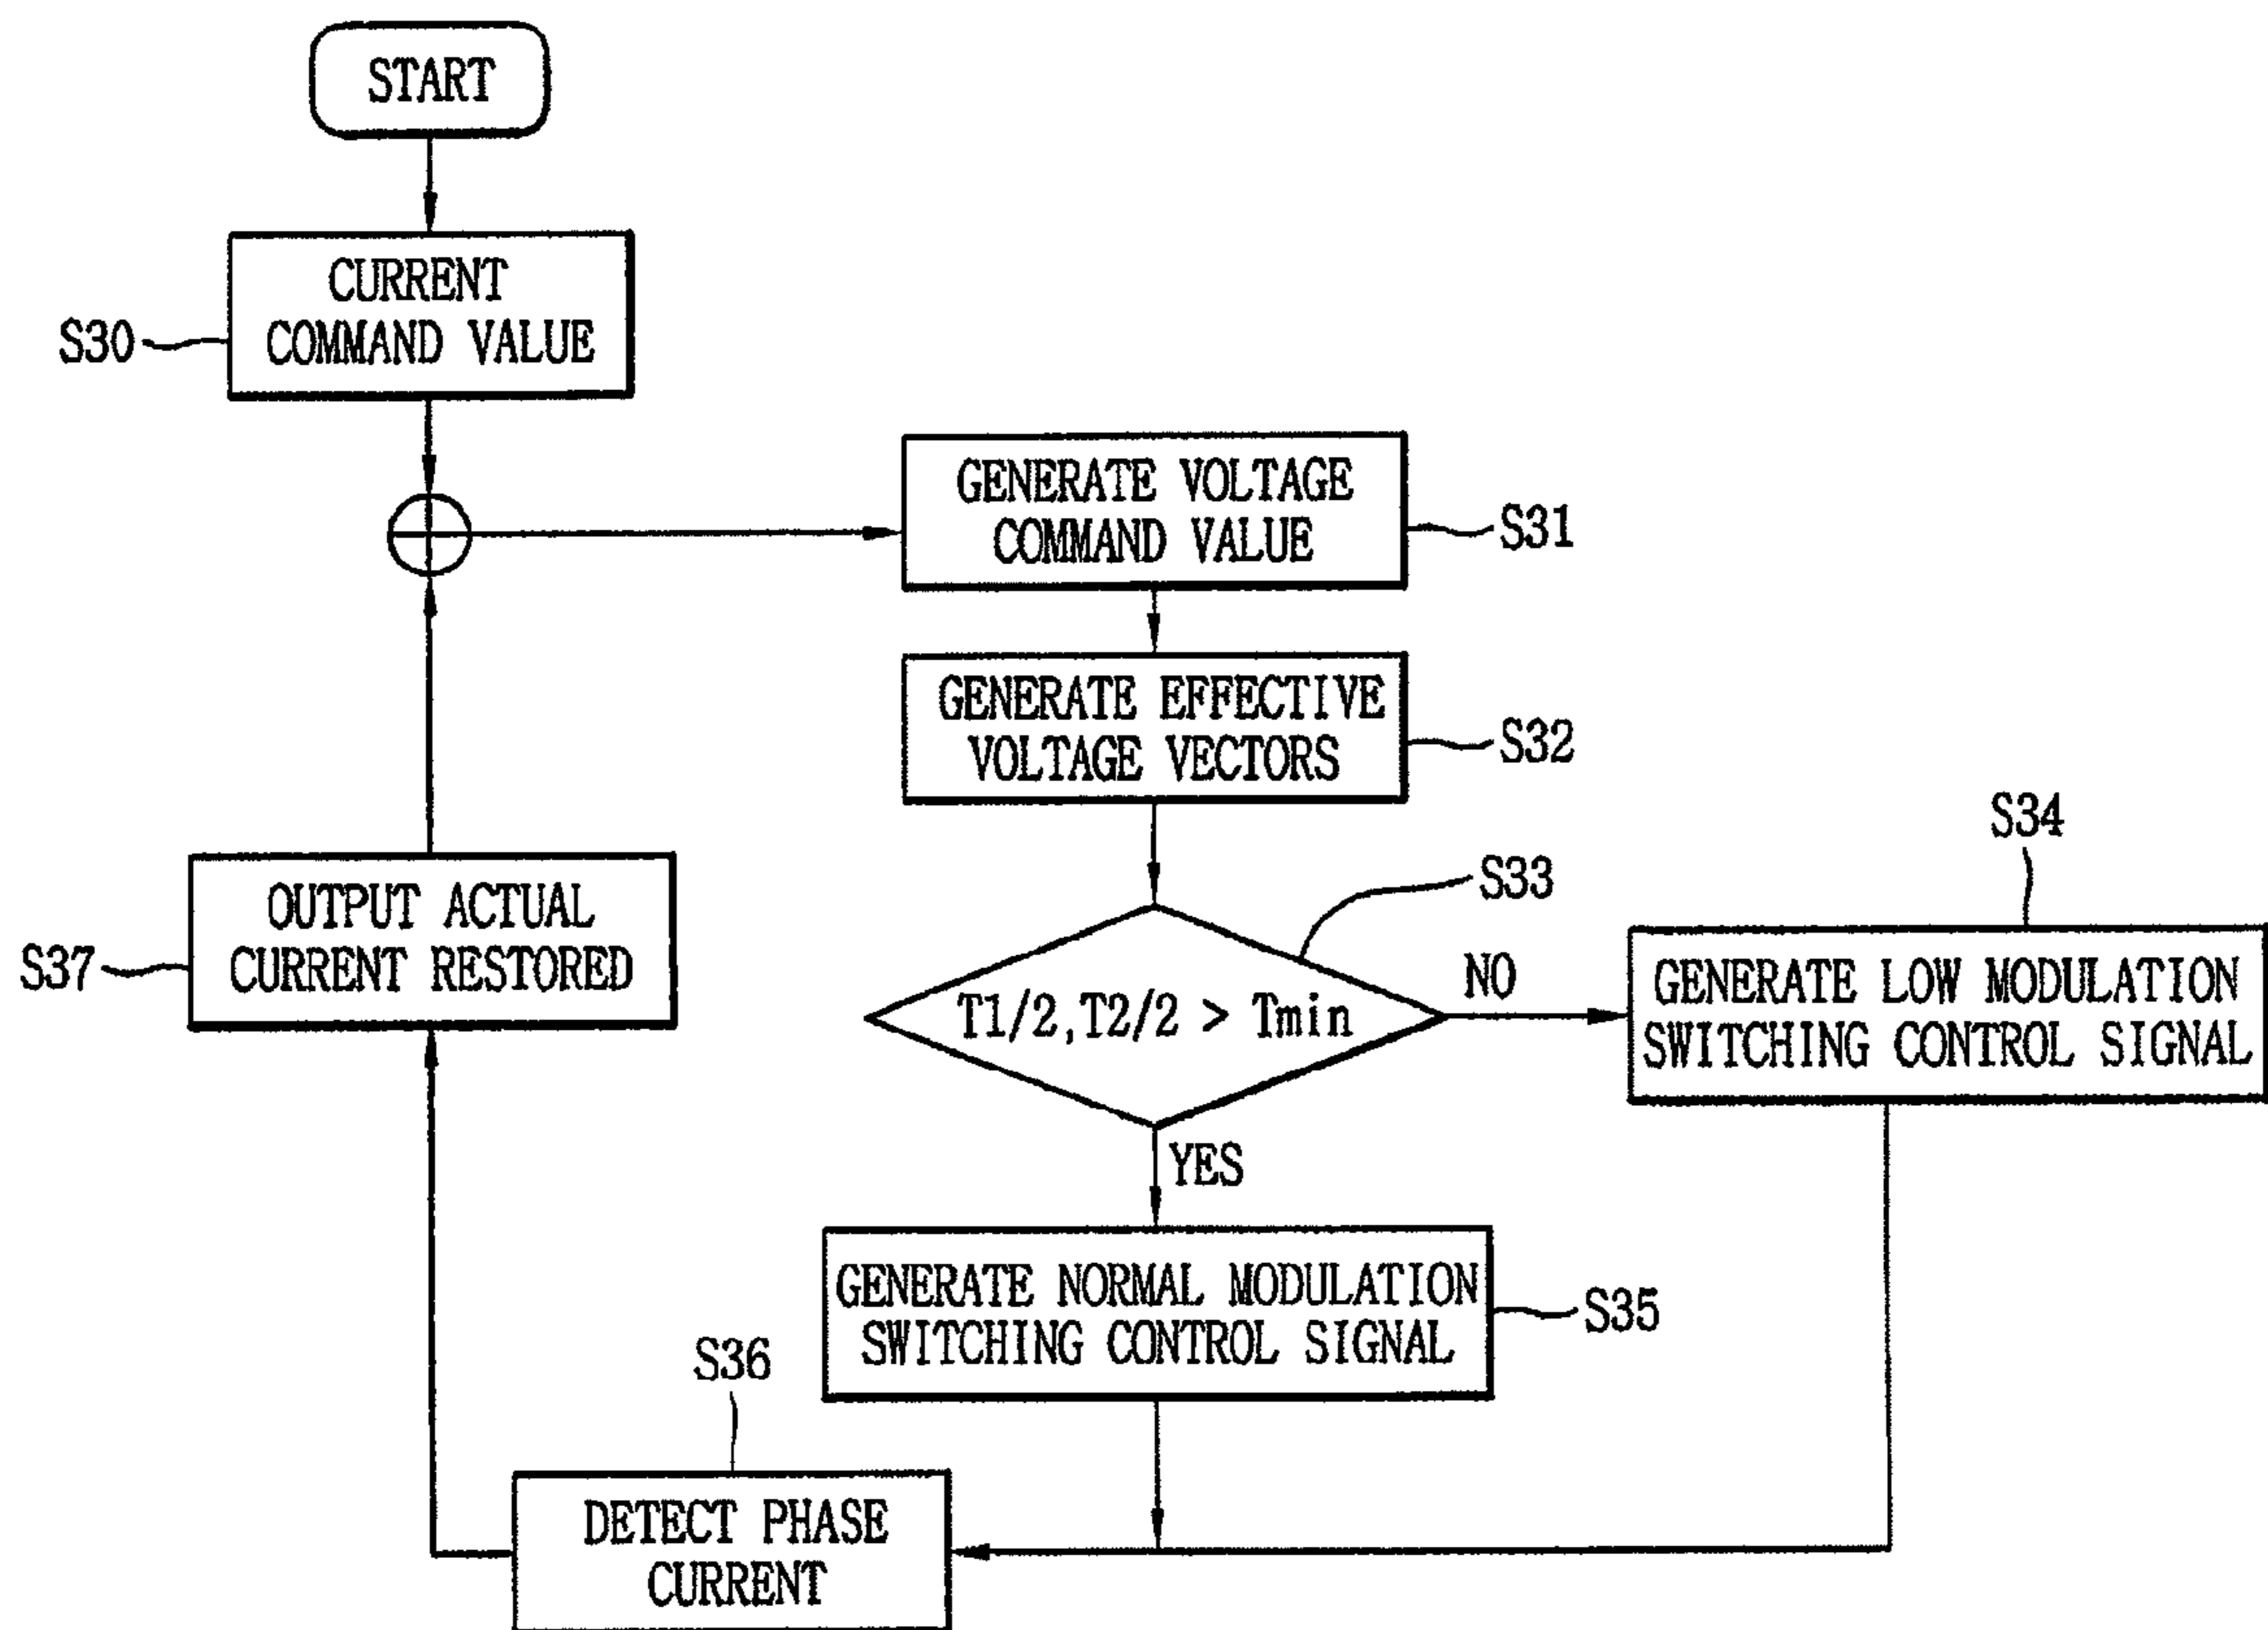 START
CURRENT
COMMAND VALUE
S30
GENERATE VOLTAGE
COMMAND VALUE
S31
GENERATE EFFECTIVE
VOLTAGE VECTORS
S32
S33
T1/2,T2/2 > Tmin
NO
YES
S34
GENERATE LOW MODULATION
SWITCHING CONTROL SIGNAL
GENERATE NORMAL MODULATION
SWITCHING CONTROL SIGNAL
S35
S36
DETECT PHASE
CURRENT
OUTPUT ACTUAL
CURRENT RESTORED
S37